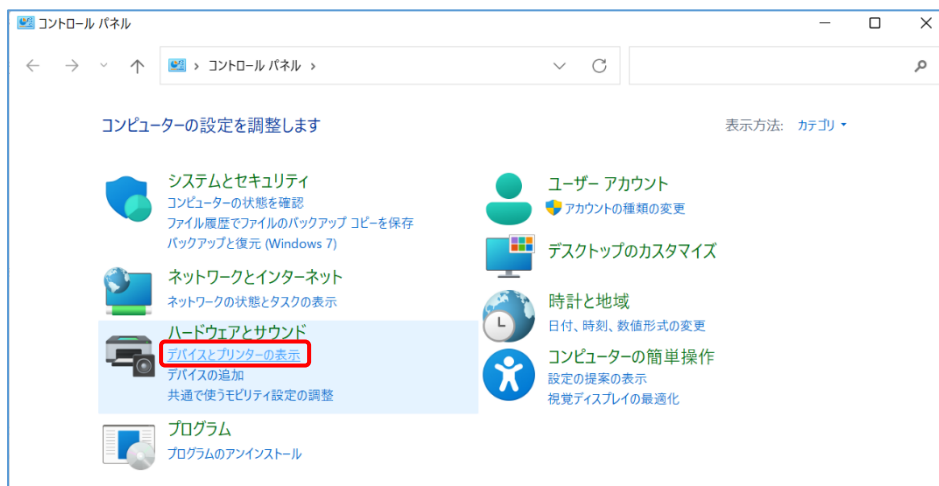 コントロール パネル
コントロール パネル
コンピューターの設定を調整します
表示方法: カテゴリ
システムとセキュリティ
コンピューターの状態を確認
ファイル履歴でファイルのバックアップ コピーを保存
バックアップと復元 (Windows 7)
ネットワークとインターネット
ネットワークの状態とタスクの表示
ハードウェアとサウンド
デバイスとプリンターの表示
デバイスの追加
共通で使うモビリティ設定の調整
プログラム
プログラムのアンインストール
ユーザー アカウント
アカウントの種類の変更
デスクトップのカスタマイズ
時計と地域
日付、時刻、数値形式の変更
コンピューターの簡単操作
設定の提案の表示
視覚ディスプレイの最適化